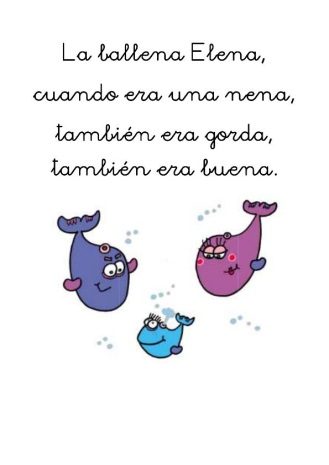 La ballena Elena,
cuando era una nena,
también era gorda,
también era buena.